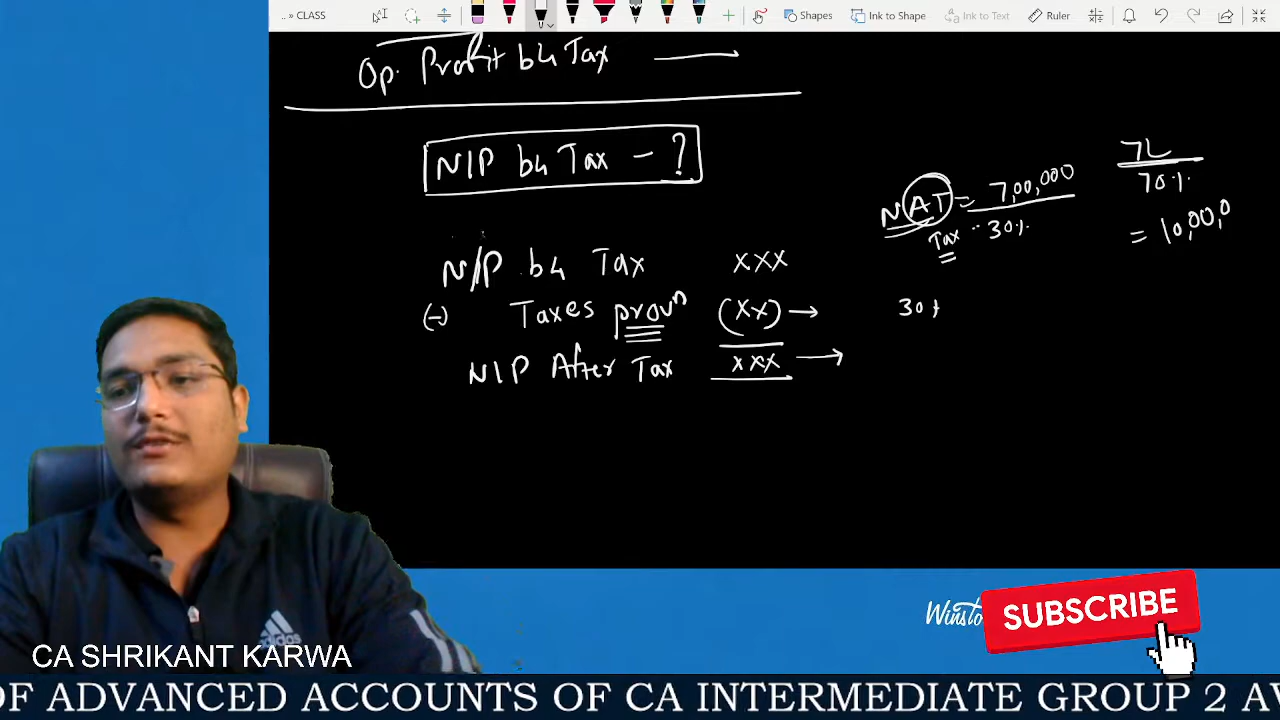 .. » CLASS
Shapes
Ink to Shape
Ink to Text
Ruler
Op. Profit b4 Tax
N/P b4 Tax - ?
N/P b4 Tax xxx
(-) Taxes provn (xx)
N/P After Tax xxx
NAT = 7,00,000
Tax 30%
7L
70%
= 10,00,0
30
SUBSCRIBE
CA SHRIKANT KARWA
OF ADVANCED ACCOUNTS OF CA INTERMEDIATE GROUP 2 AV